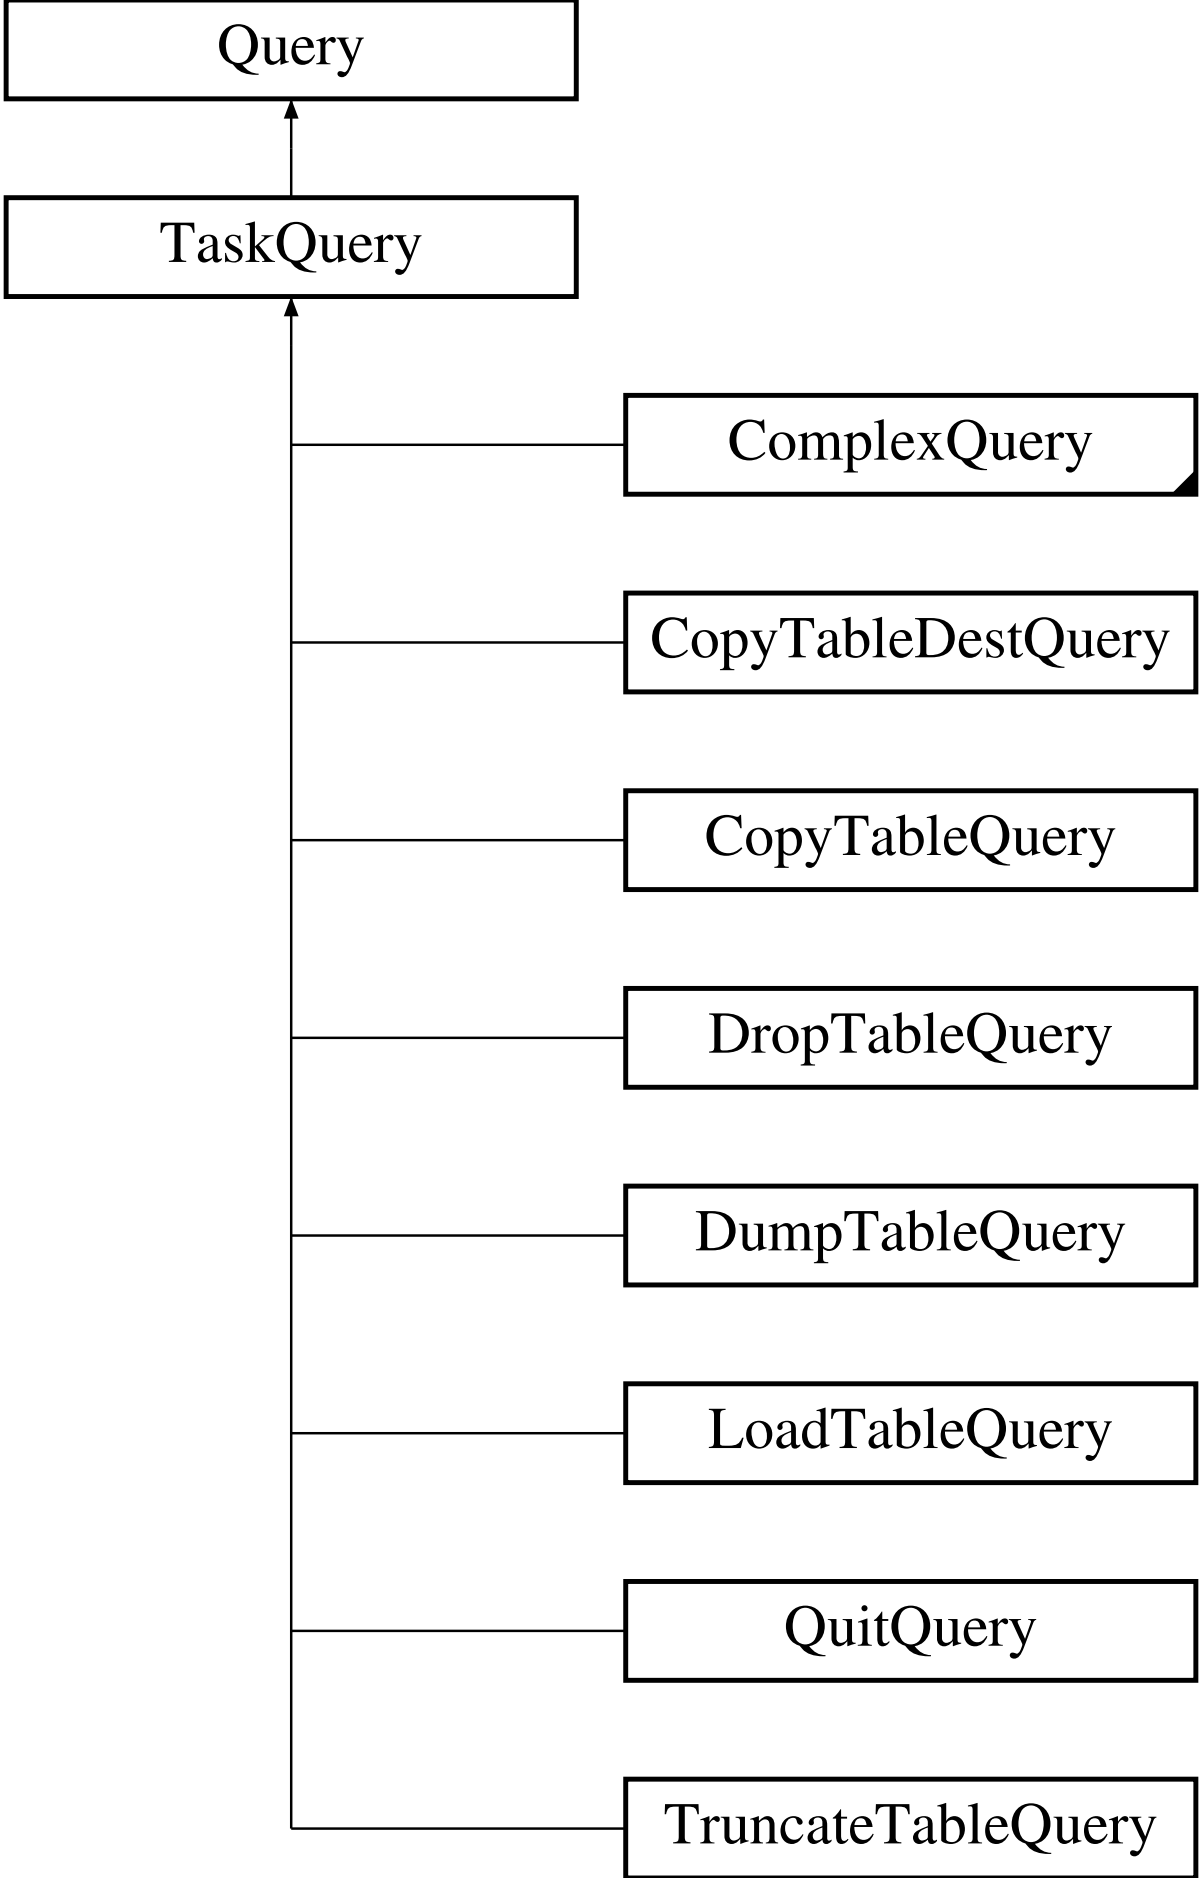 Query
TaskQuery
ComplexQuery
CopyTableDestQuery
CopyTableQuery
DropTableQuery
DumpTableQuery
LoadTableQuery
QuitQuery
TruncateTableQuery